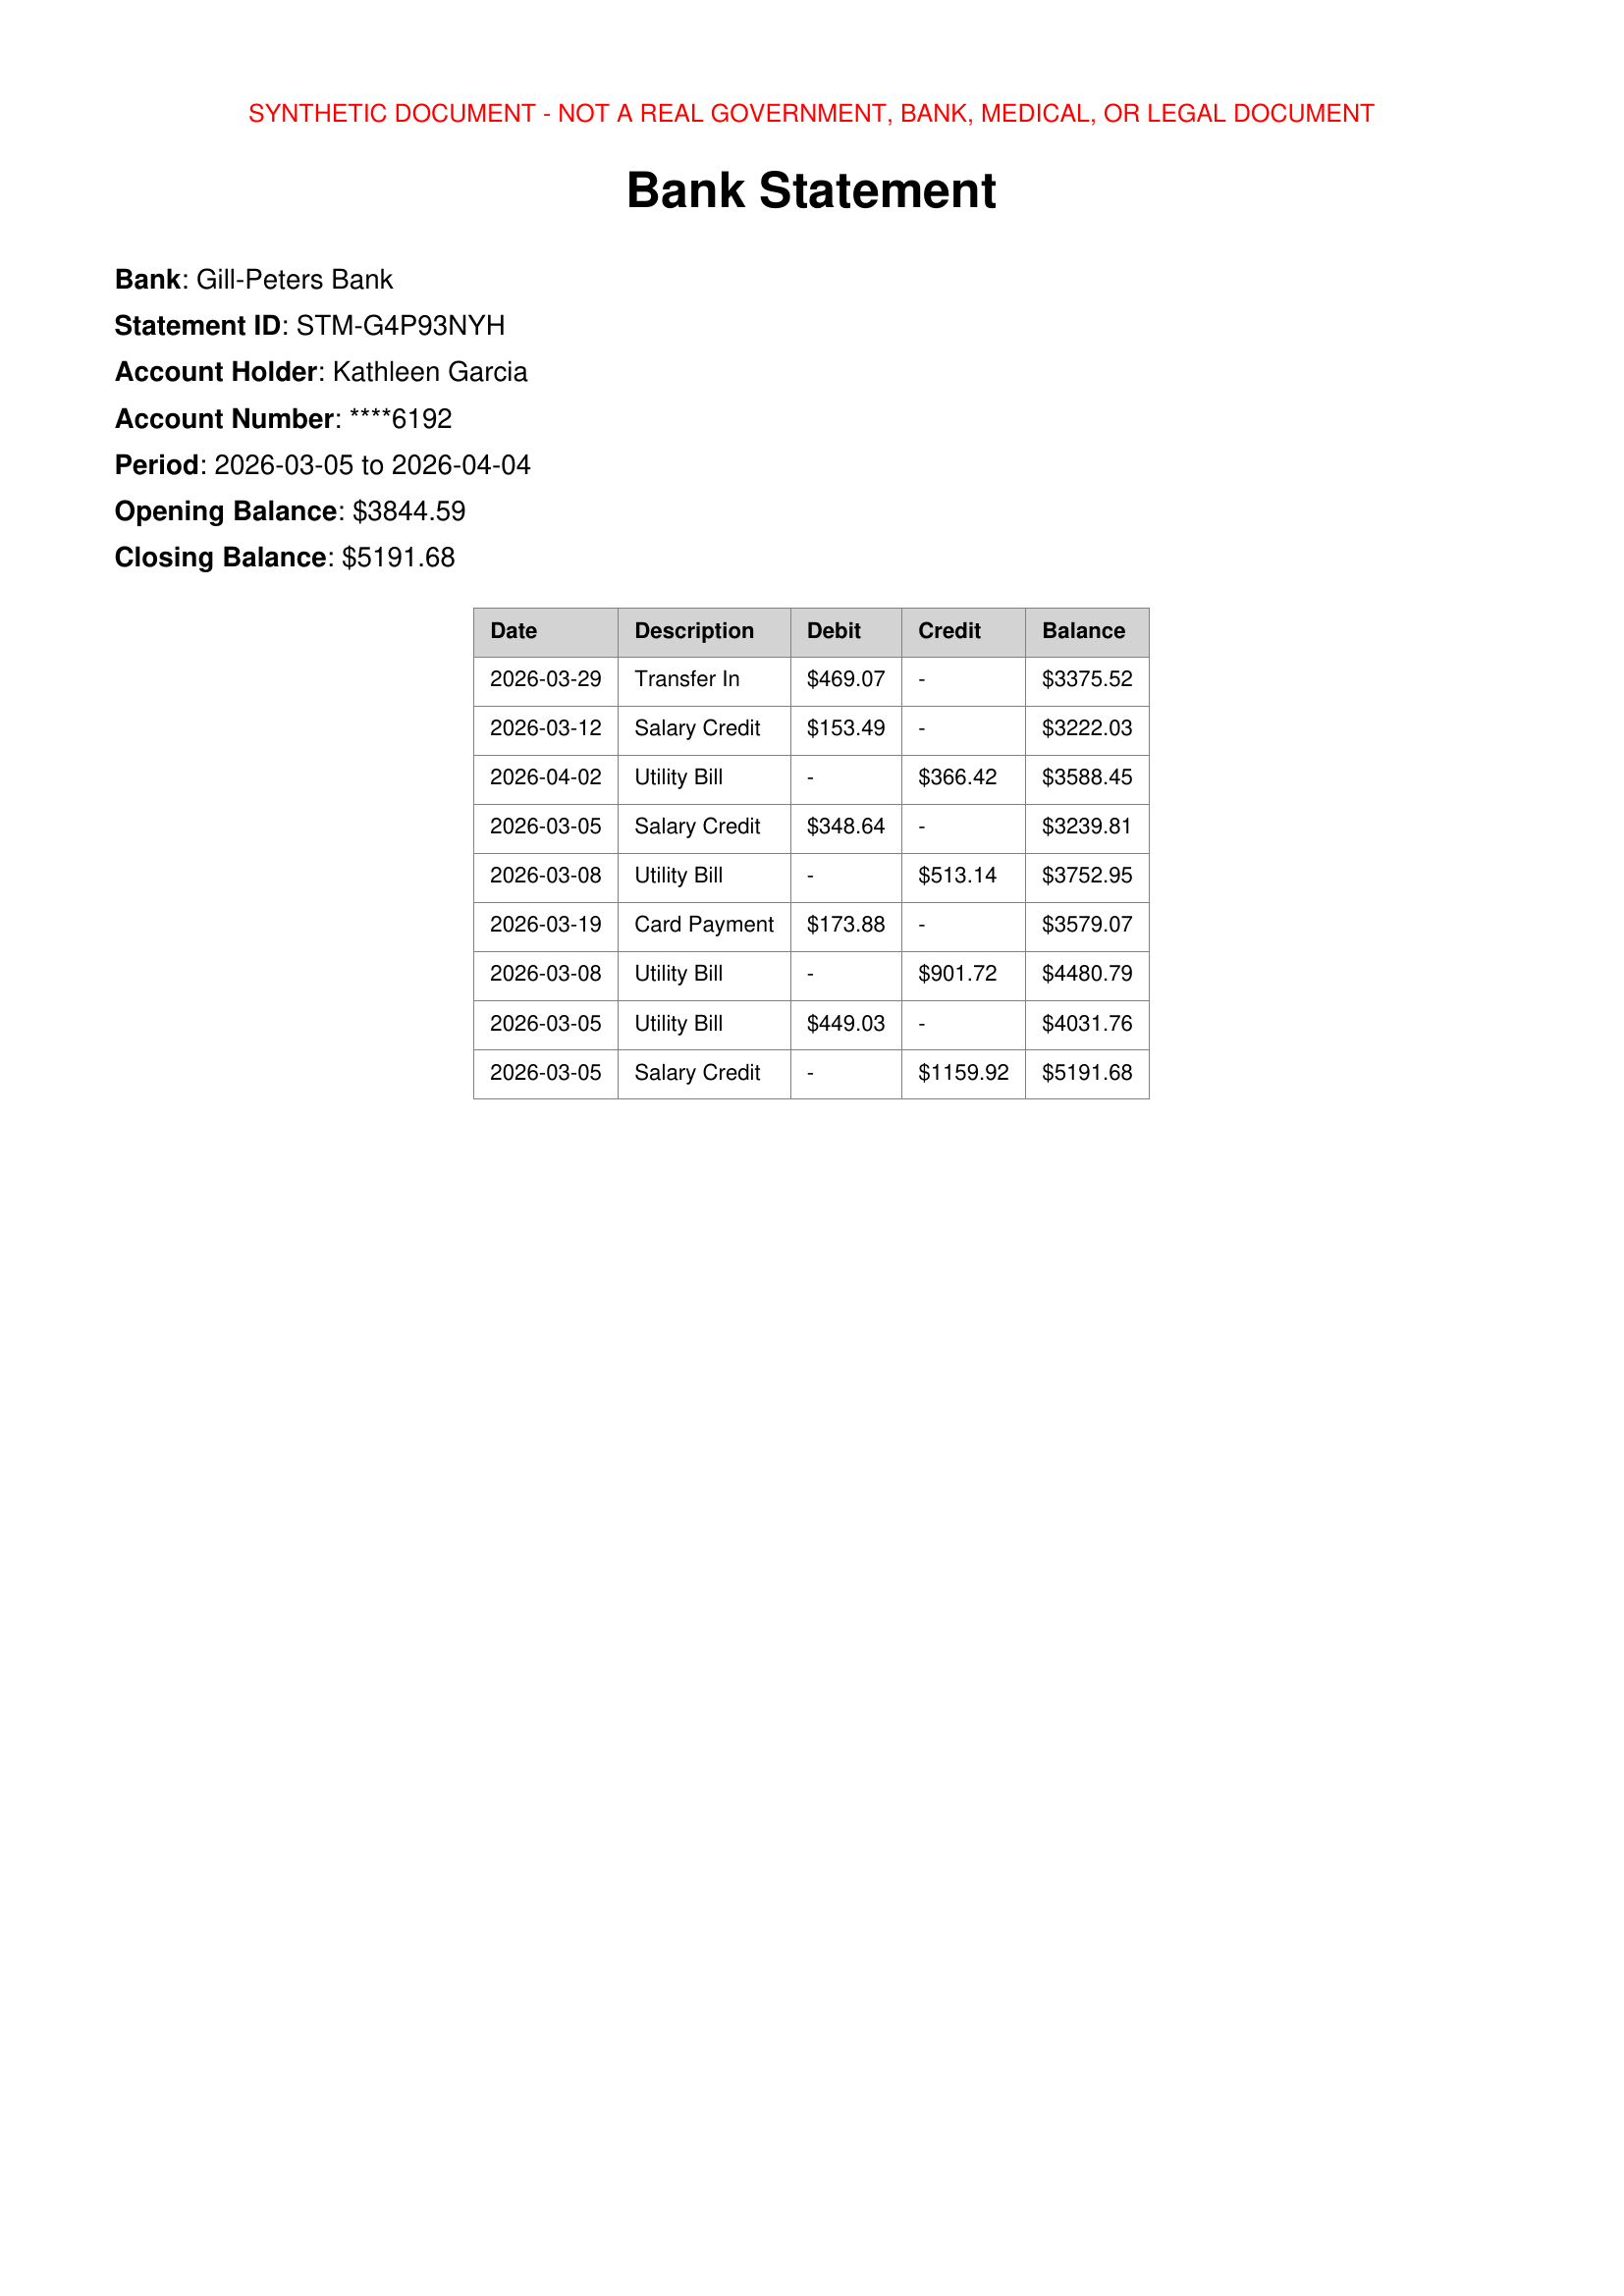 SYNTHETIC DOCUMENT - NOT A REAL GOVERNMENT, BANK, MEDICAL, OR LEGAL DOCUMENT
Bank Statement
Bank: Gill-Peters Bank
Statement ID: STM-G4P93NYH
Account Holder: Kathleen Garcia
Account Number: ****6192
Period: 2026-03-05 to 2026-04-04
Opening Balance: $3844.59
Closing Balance: $5191.68
Date Description Debit Credit Balance
2026-03-29 Transfer In $469.07 - $3375.52
2026-03-12 Salary Credit $153.49 - $3222.03
2026-04-02 Utility Bill - $366.42 $3588.45
2026-03-05 Salary Credit $348.64 - $3239.81
2026-03-08 Utility Bill - $513.14 $3752.95
2026-03-19 Card Payment $173.88 - $3579.07
2026-03-08 Utility Bill - $901.72 $4480.79
2026-03-05 Utility Bill $449.03 - $4031.76
2026-03-05 Salary Credit - $1159.92 $5191.68